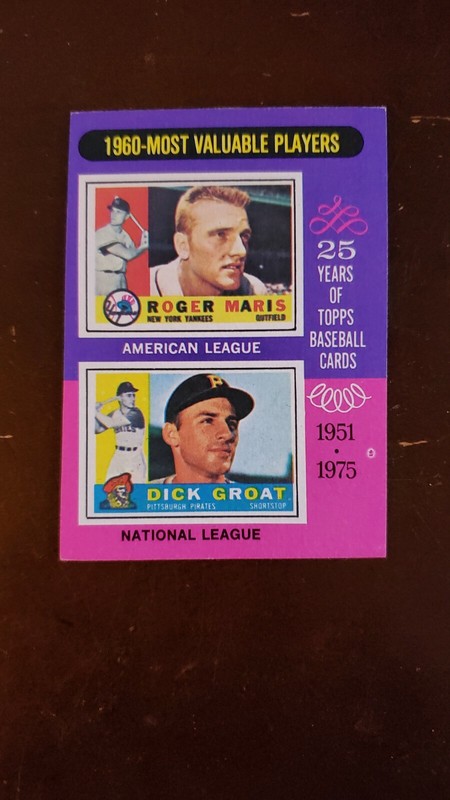 1960-MOST VALUABLE PLAYERS
ROGER MARIS
NEW YORK YANKEES OUTFIELD
AMERICAN LEAGUE
P
DICK GROAT
PITTSBURGH PIRATES SHORTSTOP
NATIONAL LEAGUE
25
YEARS
OF
TOPPS
BASEBALL
CARDS
1951
•
1975